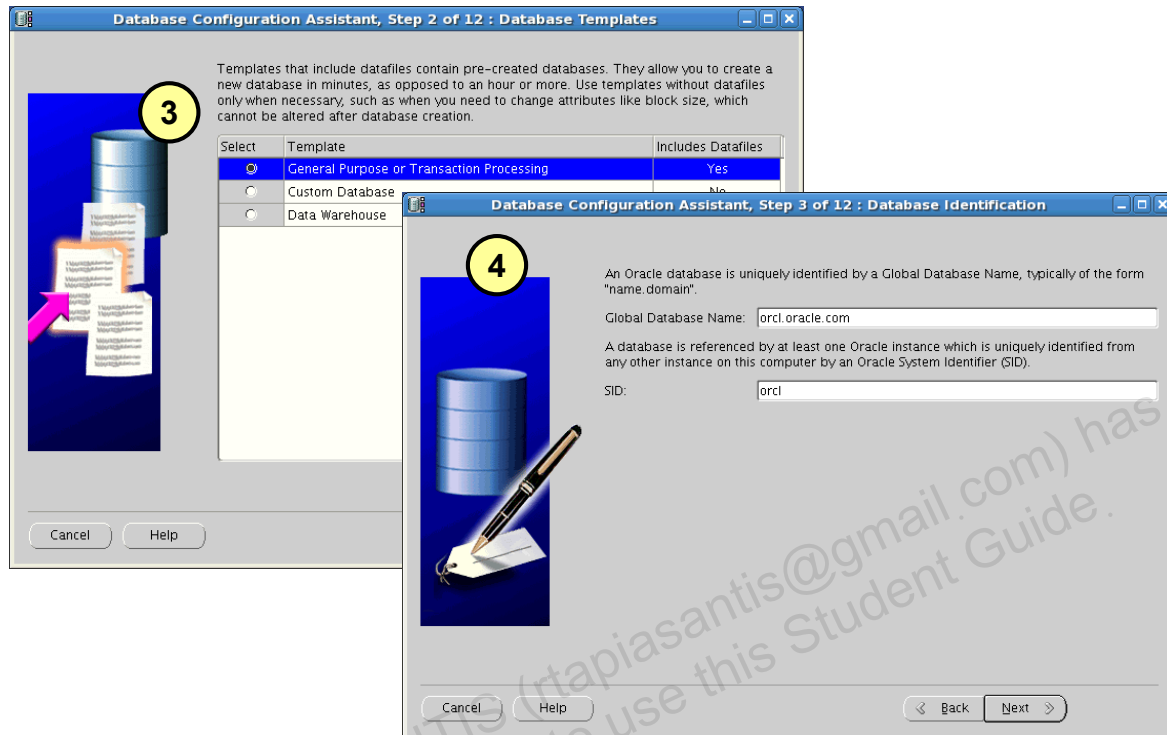 Database Configuration Assistant, Step 2 of 12 : Database Templates
3
Templates that include datafiles contain pre-created databases. They allow you to create a
new database in minutes, as opposed to an hour or more. Use templates without datafiles
only when necessary, such as when you need to change attributes like block size, which
cannot be altered after database creation.
Select Template Includes Datafiles
General Purpose or Transaction Processing Yes
Custom Database No
Data Warehouse
Cancel Help
Database Configuration Assistant, Step 3 of 12 : Database Identification
4
An Oracle database is uniquely identified by a Global Database Name, typically of the form
"name.domain".
Global Database Name: orcl.oracle.com
A database is referenced by at least one Oracle instance which is uniquely identified from
any other instance on this computer by an Oracle System Identifier (SID).
SID: orcl
Cancel Help Back Next
(rtapiasantis@gmail.com) has
use this Student Guide.